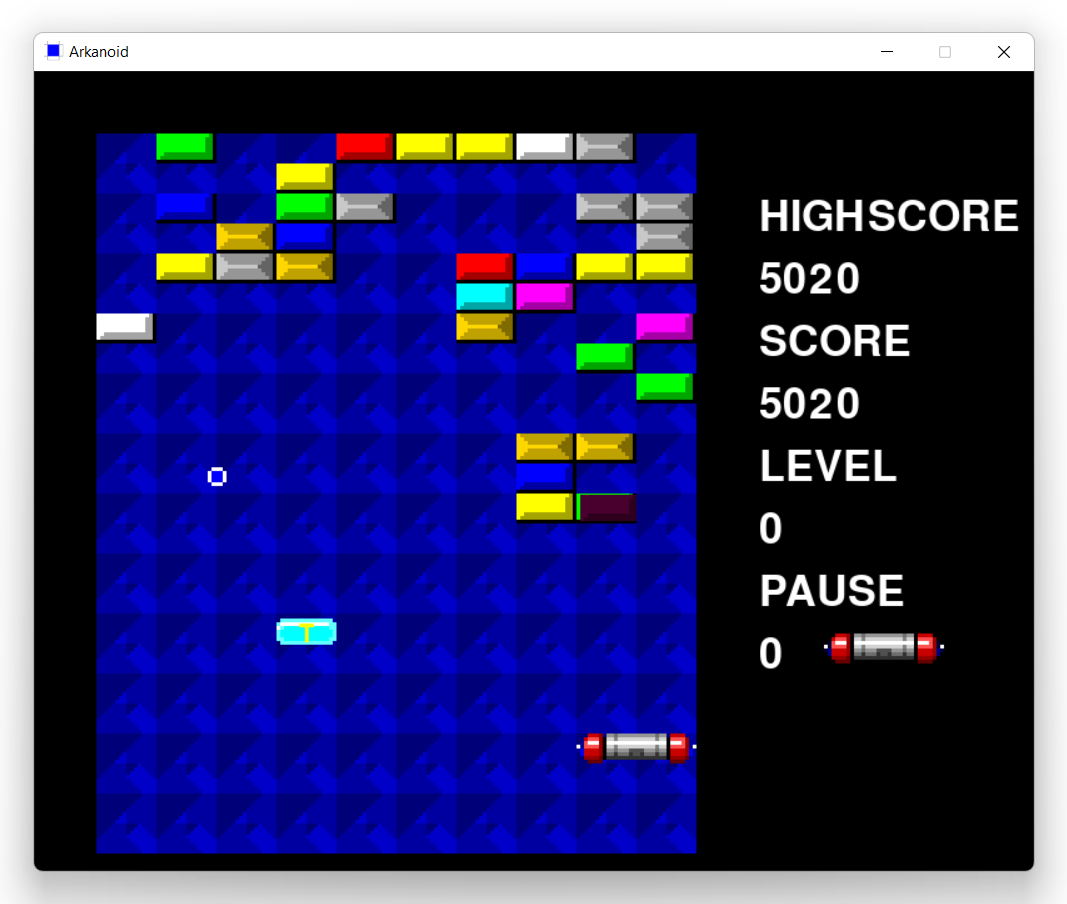 Arkanoid
HIGHSCORE
5020
SCORE
5020
LEVEL
0
PAUSE
0
T